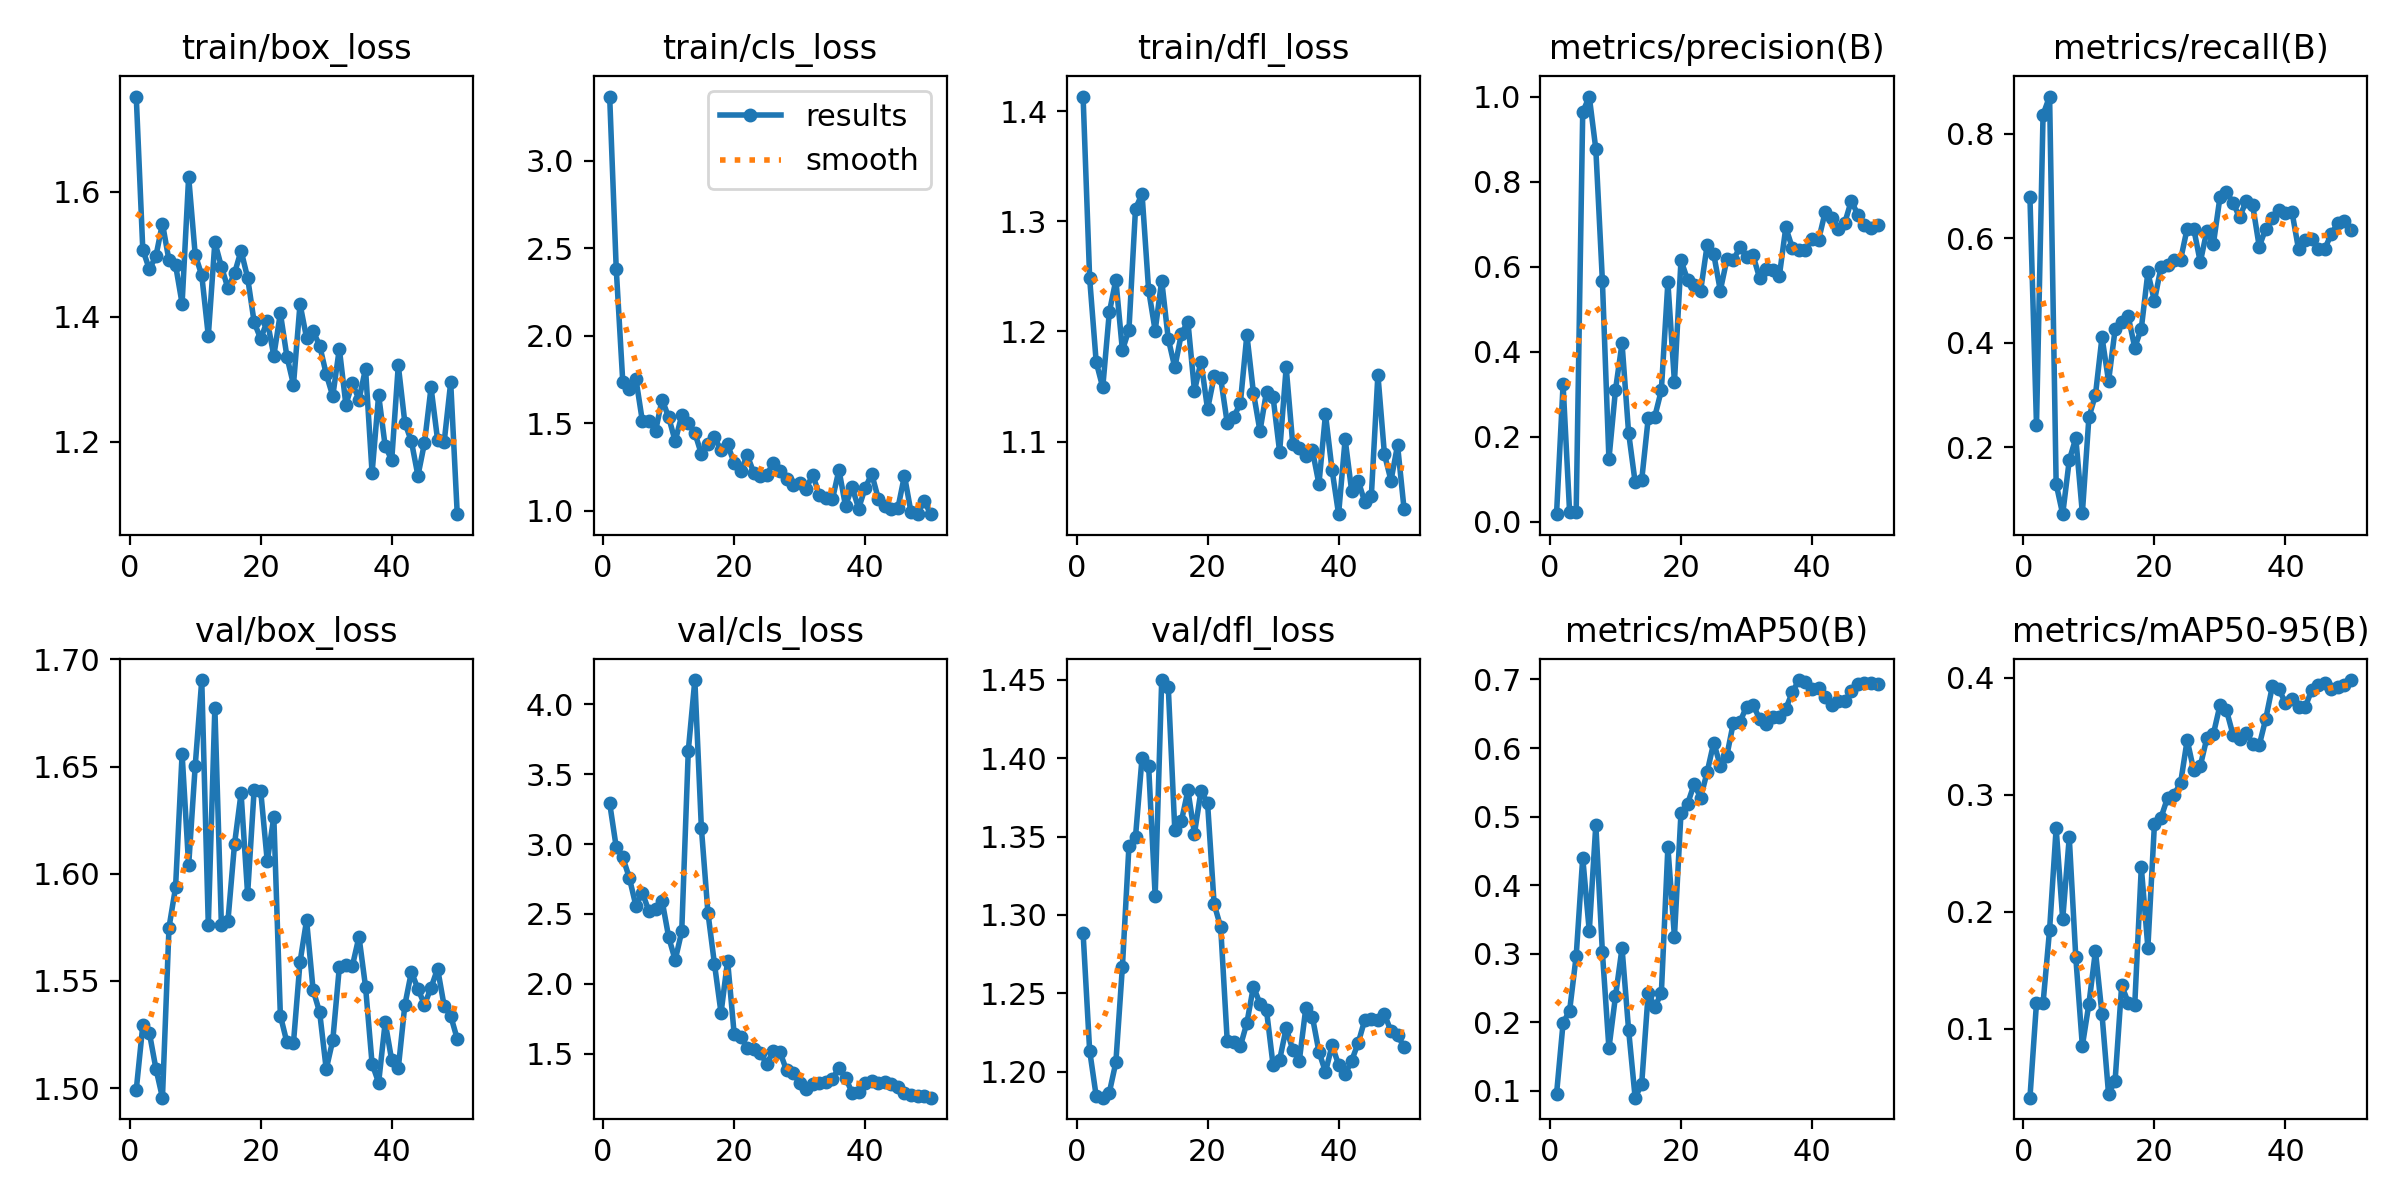 train/box_loss
1.6
1.4
1.2
0 20 40
train/cls_loss
results
smooth
3.0
2.5
2.0
1.5
1.0
0 20 40
train/dfl_loss
1.4
1.3
1.2
1.1
0 20 40
metrics/precision(B)
1.0
0.8
0.6
0.4
0.2
0.0
0 20 40
metrics/recall(B)
0.8
0.6
0.4
0.2
0 20 40
val/box_loss
1.70
1.65
1.60
1.55
1.50
0 20 40
val/cls_loss
4.0
3.5
3.0
2.5
2.0
1.5
0 20 40
val/dfl_loss
1.45
1.40
1.35
1.30
1.25
1.20
0 20 40
metrics/mAP50(B)
0.7
0.6
0.5
0.4
0.3
0.2
0.1
0 20 40
metrics/mAP50-95(B)
0.4
0.3
0.2
0.1
0 20 40